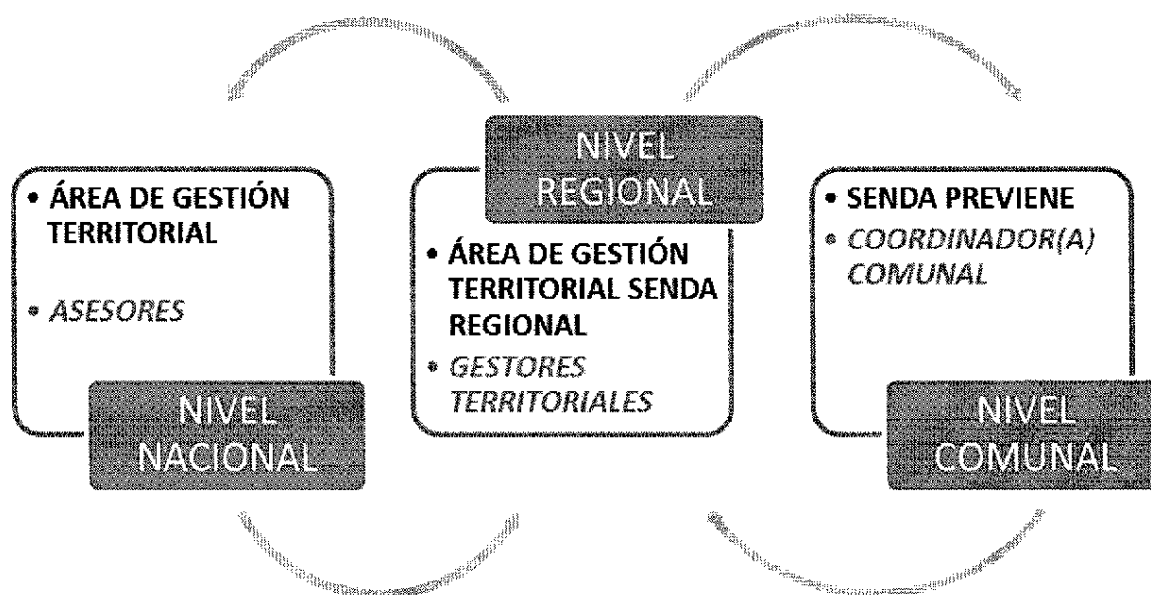 • ÁREA DE GESTIÓN
TERRITORIAL
• ASESORES
NIVEL
NACIONAL
NIVEL
REGIONAL
• ÁREA DE GESTIÓN
TERRITORIAL SENDA
REGIONAL
• GESTORES
TERRITORIALES
• SENDA PREVIENE
• COORDINADOR(A)
COMUNAL
NIVEL
COMUNAL